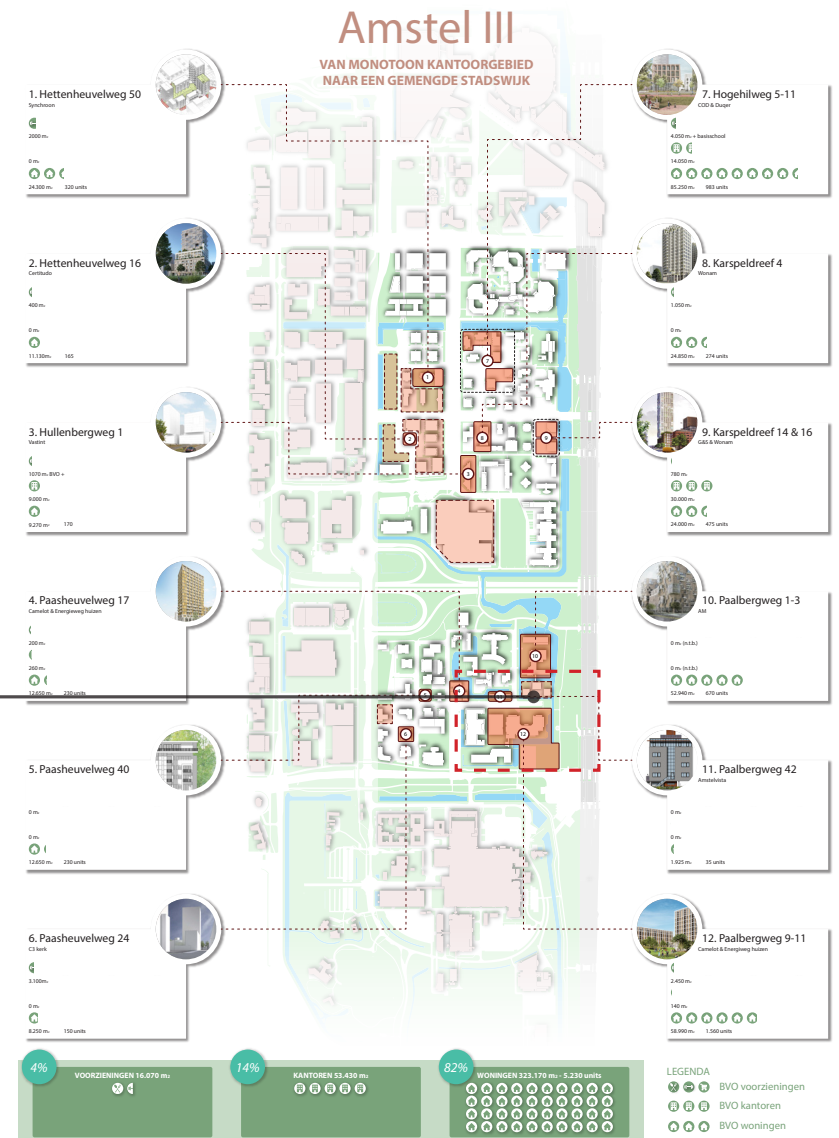 Amstel III
VAN MONOTOON KANTOORGEBIED
NAAR EEN GEMENGDE STADSWIJK
1. Hettenheuvelweg 50
Synchroon
2000 m²
0 m²
24.300 m² 320 units
2. Hettenheuvelweg 16
Certitudo
400 m²
0 m²
11.130m² 165
3. Hullenbergweg 1
Vastint
1070 m² BVO +
9.000 m²
9.270 m² 170
4. Paasheuvelweg 17
Camelot & Energieweg huizen
200 m²
260 m²
12.650 m² 230 units
5. Paasheuvelweg 40
0 m²
0 m²
12.650 m² 230 units
6. Paasheuvelweg 24
C3 kerk
3.100m²
0 m²
8.250 m² 150 units
7. Hogehilweg 5-11
COD & Duqer
4.050 m² + basisschool
14.050 m²
85.250 m² 983 units
8. Karspeldreef 4
Wonam
1.050 m²
0 m²
24.850 m² 274 units
9. Karspeldreef 14 & 16
G&S & Wonam
780 m²
30.000 m²
24.000 m² 475 units
10. Paalbergweg 1-3
AM
0 m² (n.t.b.)
0 m² (n.t.b.)
52.940 m² 670 units
11. Paalbergweg 42
Amstelvista
0 m²
0 m²
1.925 m² 35 units
12. Paalbergweg 9-11
Camelot & Energiweg huizen
2.450 m²
140 m²
58.990 m² 1.560 units
1
7
2
8
9
3
10
6
12
4%
VOORZIENINGEN 16.070 m²
14%
KANTOREN 53.430 m²
82%
WONINGEN 323.170 m² - 5.230 units
LEGENDA
BVO voorzieningen
BVO kantoren
BVO woningen